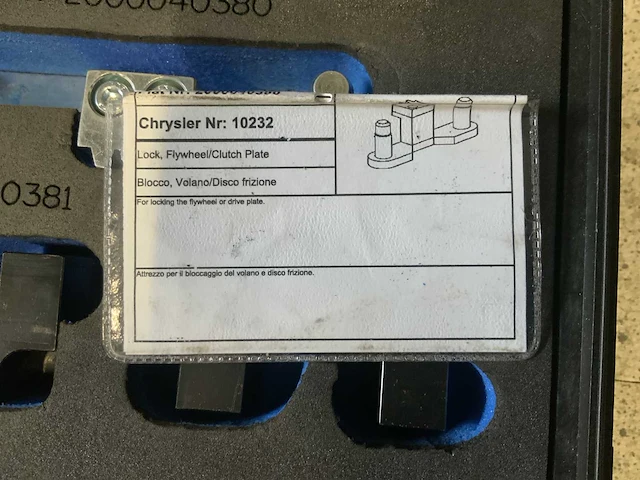 2000040380
Chrysler Nr: 10232
Lock, Flywheel/Clutch Plate
Blocco, Volano/Disco frizione
For locking the flywheel or drive plate.
Attrezzo per il bloccaggio del volano e disco frizione.
0381